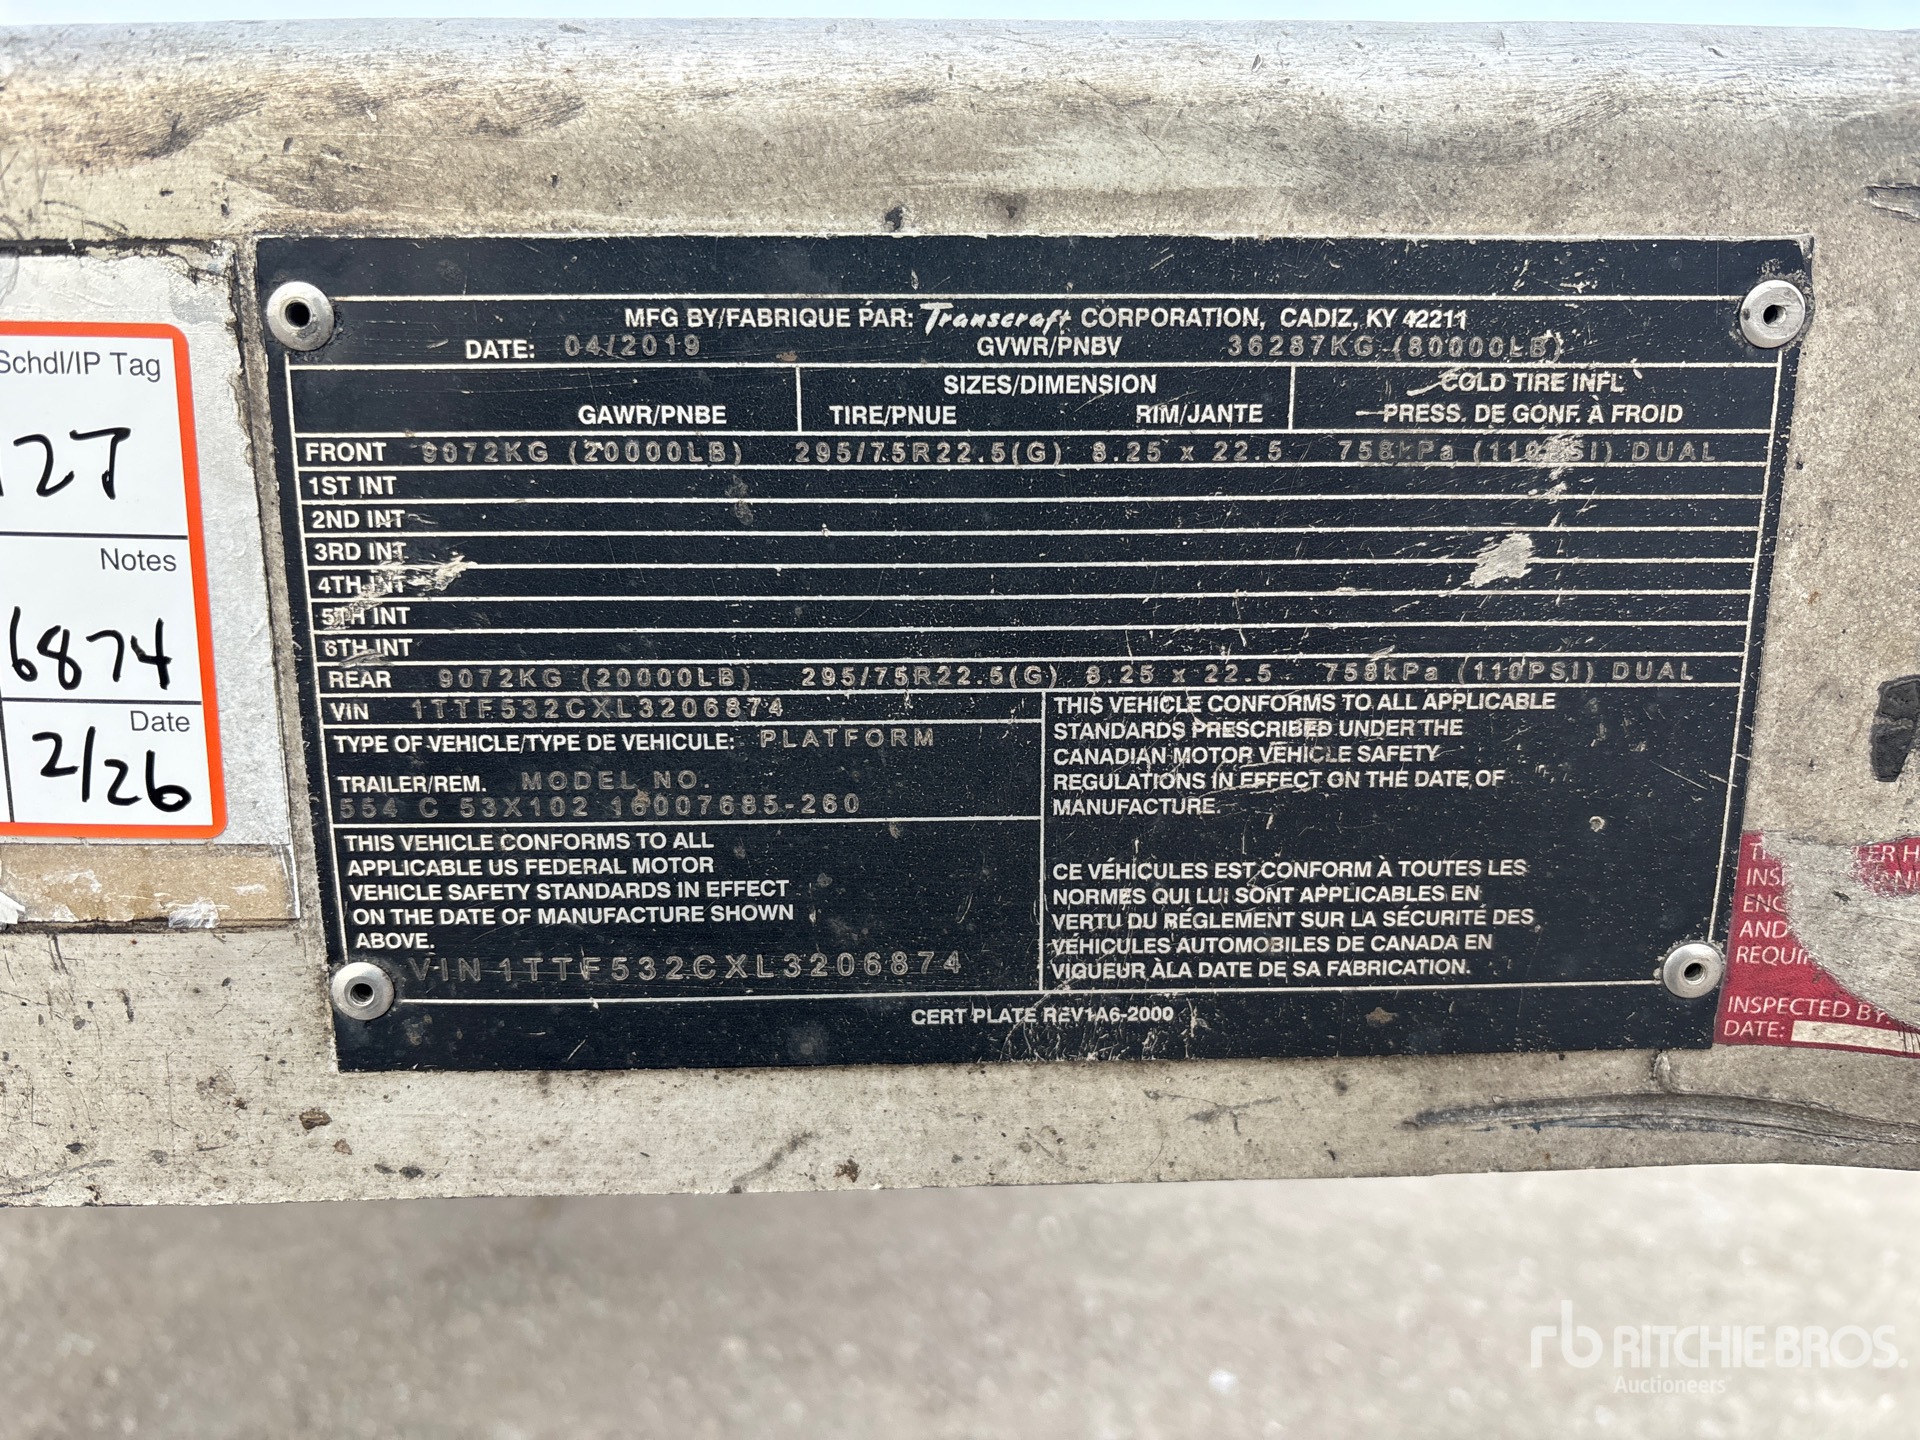 Schdl/IP Tag
127
Notes
6874
Date
2/26
MFG BY/FABRIQUE PAR: Transcraft CORPORATION, CADIZ, KY 42211
DATE: 04/2019 GVWR/PNBV 36287KG (80000LB)
SIZES/DIMENSION COLD TIRE INFL
GAWR/PNBE TIRE/PNUE RIM/JANTE PRESS. DE GONF. À FROID
FRONT 9072KG (20000LB) 295/75R22.5(G) 8.25 x 22.5 758kPa (110PSI) DUAL
1ST INT
2ND INT
3RD INT
4TH INT
5TH INT
6TH INT
REAR 9072KG (20000LB) 295/75R22.5(G) 8.25 x 22.5 758kPa (110PSI) DUAL
VIN 1TTF532CXL3206874
TYPE OF VEHICLE/TYPE DE VEHICULE: PLATFORM
TRAILER/REM. MODEL NO.
554 C 53X102 16007685-260
THIS VEHICLE CONFORMS TO ALL
APPLICABLE US FEDERAL MOTOR
VEHICLE SAFETY STANDARDS IN EFFECT
ON THE DATE OF MANUFACTURE SHOWN
ABOVE.
VIN 1TTF532CXL3206874
THIS VEHICLE CONFORMS TO ALL APPLICABLE
STANDARDS PRESCRIBED UNDER THE
CANADIAN MOTOR VEHICLE SAFETY
REGULATIONS IN EFFECT ON THE DATE OF
MANUFACTURE.
CE VÉHICULES EST CONFORM À TOUTES LES
NORMES QUI LUI SONT APPLICABLES EN
VERTU DU RÉGLEMENT SUR LA SÉCURITÉ DES
VÉHICULES AUTOMOBILES DE CANADA EN
VIGUEUR ÀLA DATE DE SA FABRICATION.
CERT PLATE REV1A6-2000
AND
INSPECTED BY:
DATE:
rb RITCHIE BROS.
Auctioneers